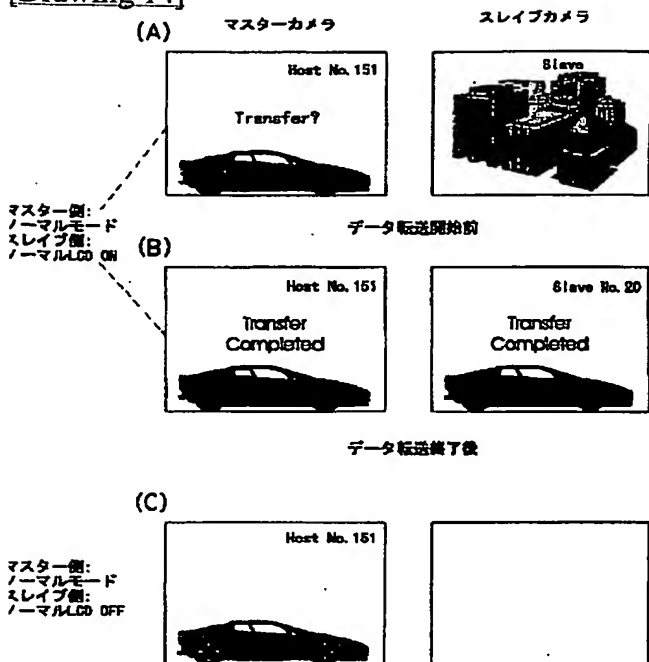 (A)
マスターカメラ
スレイブカメラ
Host No. 151
Slave
Transfer?
マスター側:
ノーマルモード
スレイブ側:
ノーマルLCD ON
データ転送開始前
(B)
Host No. 151
Slave No. 20
Transfer
Completed
Transfer
Completed
データ転送終了後
(C)
Host No. 151
マスター側:
ノーマルモード
スレイブ側:
ノーマルLCD OFF